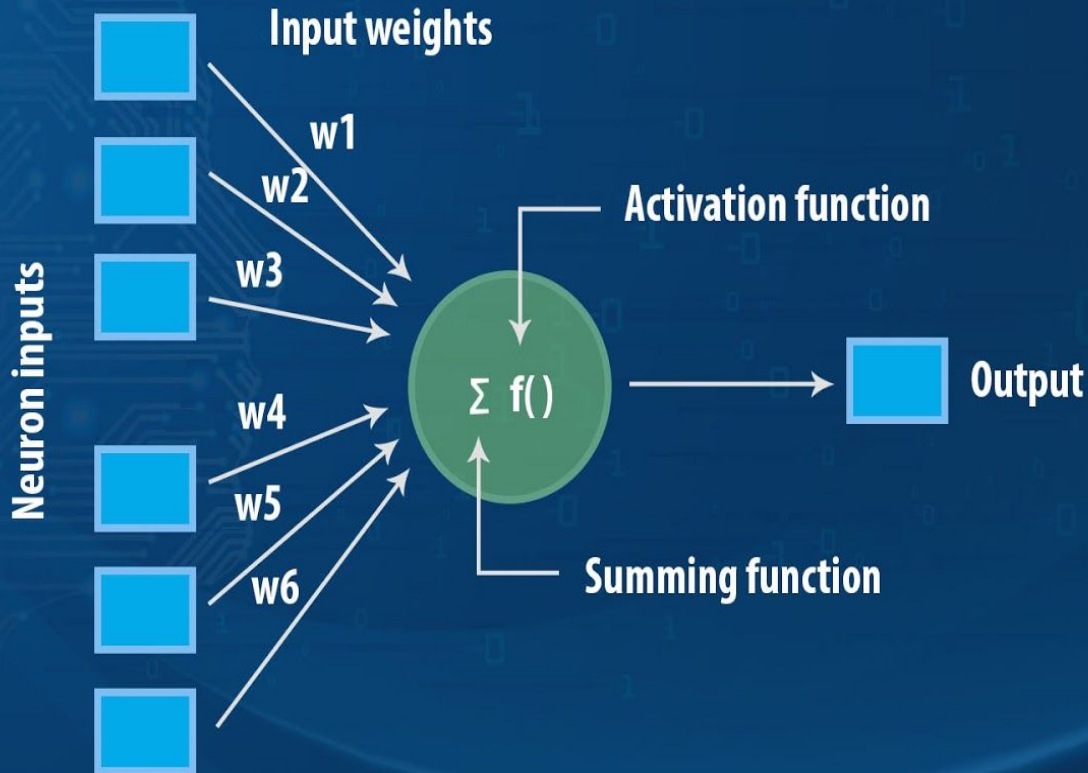 Input weights
w1
w2
w3
w4
w5
w6
Neuron inputs
Activation function
Σ f()
Summing function
Output